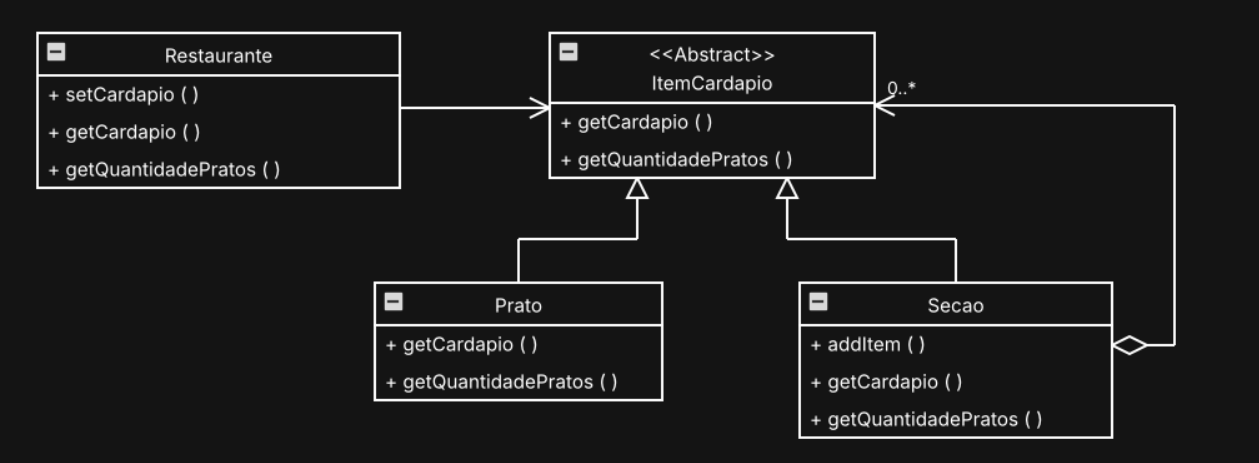 Restaurante
+ setCardapio ( )
+ getCardapio ( )
+ getQuantidadePratos ( )
<<Abstract>>
ItemCardapio
+ getCardapio ( )
+ getQuantidadePratos ( )
0..*
Prato
+ getCardapio ( )
+ getQuantidadePratos ( )
Secao
+ addItem ( )
+ getCardapio ( )
+ getQuantidadePratos ( )